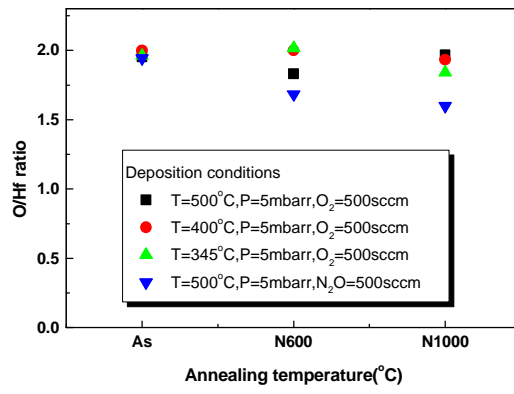 2.0
1.5
1.0
0.5
0.0
O/Hf ratio
Deposition conditions
T=500°C,P=5mbarr,O₂=500sccm
T=400°C,P=5mbarr,O₂=500sccm
T=345°C,P=5mbarr,O₂=500sccm
T=500°C,P=5mbarr,N₂O=500sccm
As
N600
N1000
Annealing temperature(°C)